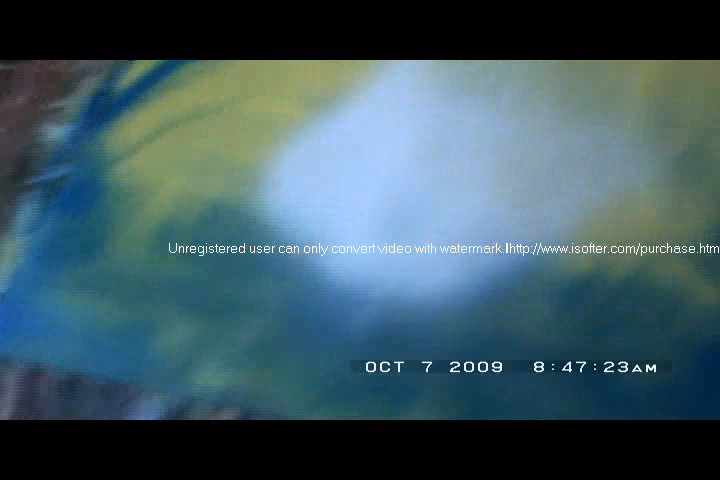 Unregistered user can only convert video with watermark.!http://www.isofter.com/purchase.htm
OCT 7 2009 8:47:23AM